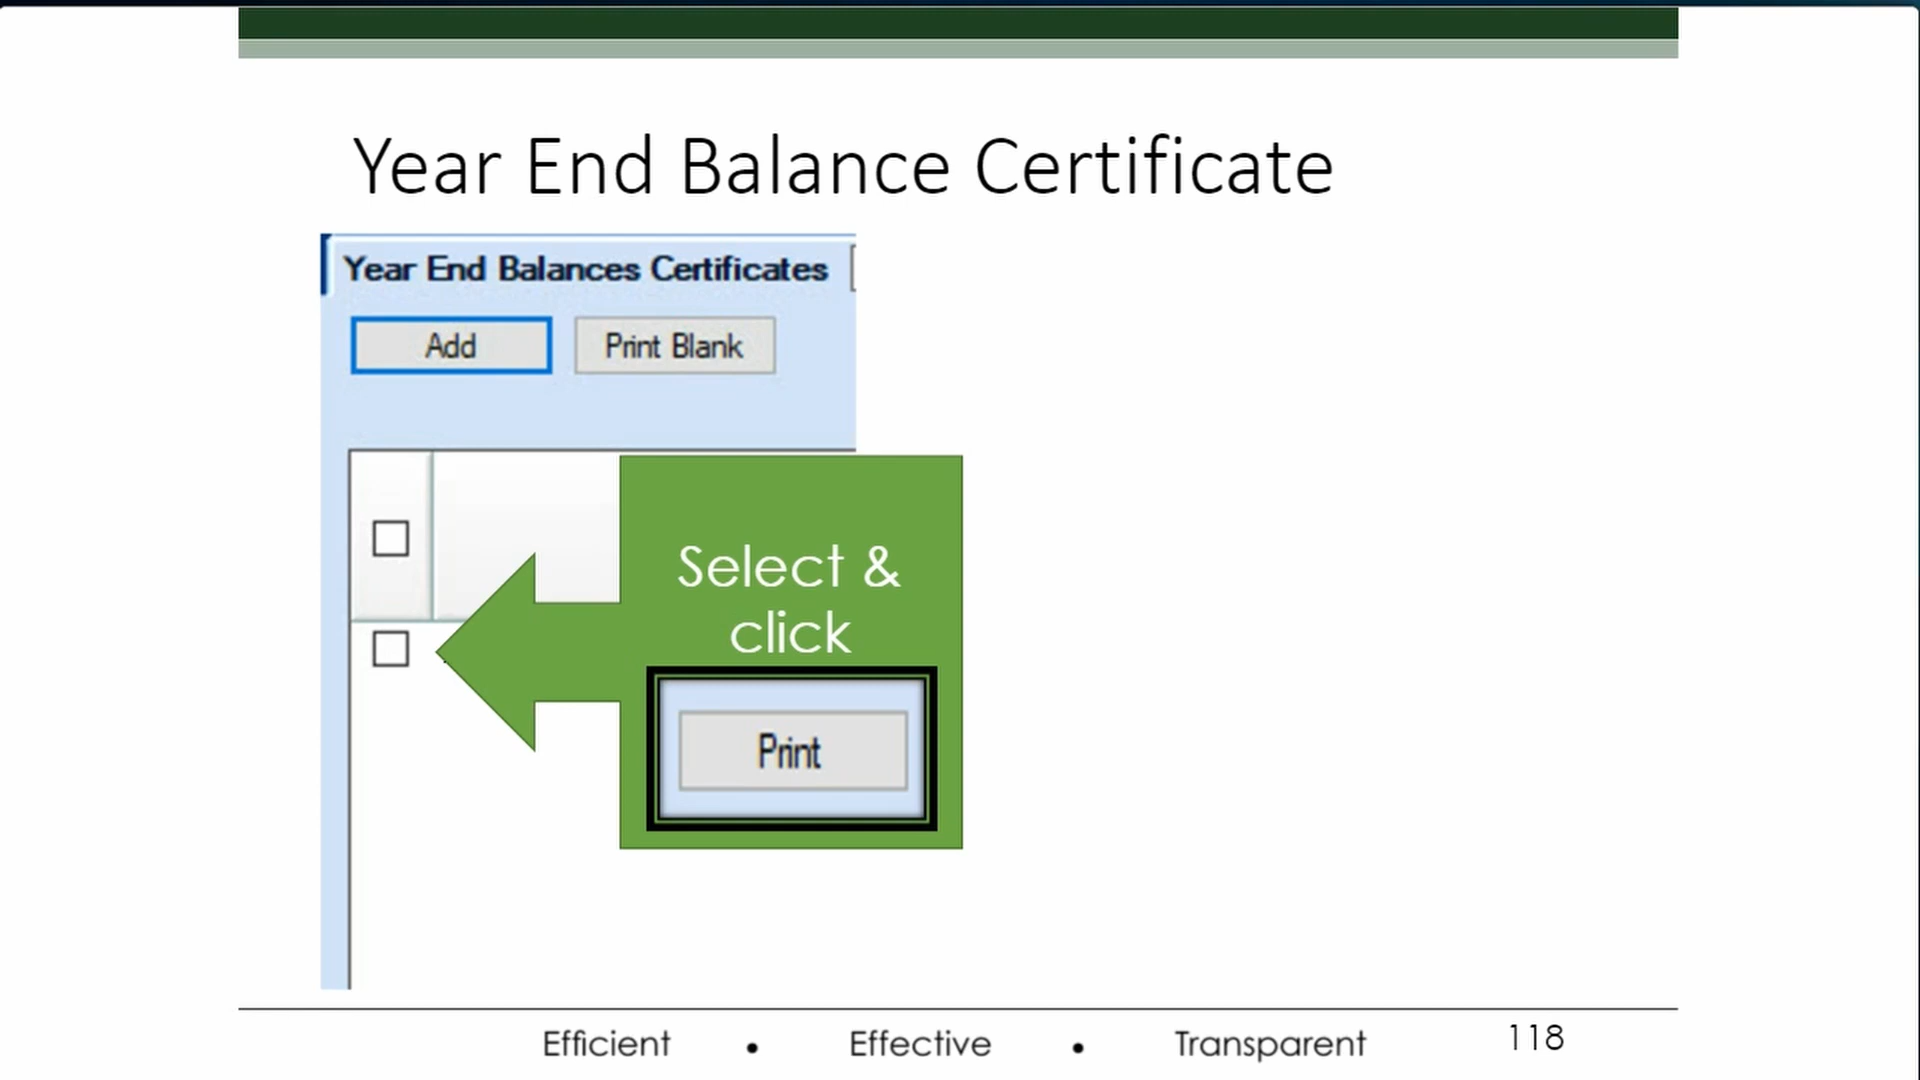 Year End Balance Certificate
Year End Balances Certificates
Add Print Blank
Select &
click
Print
Efficient • Effective • Transparent 118